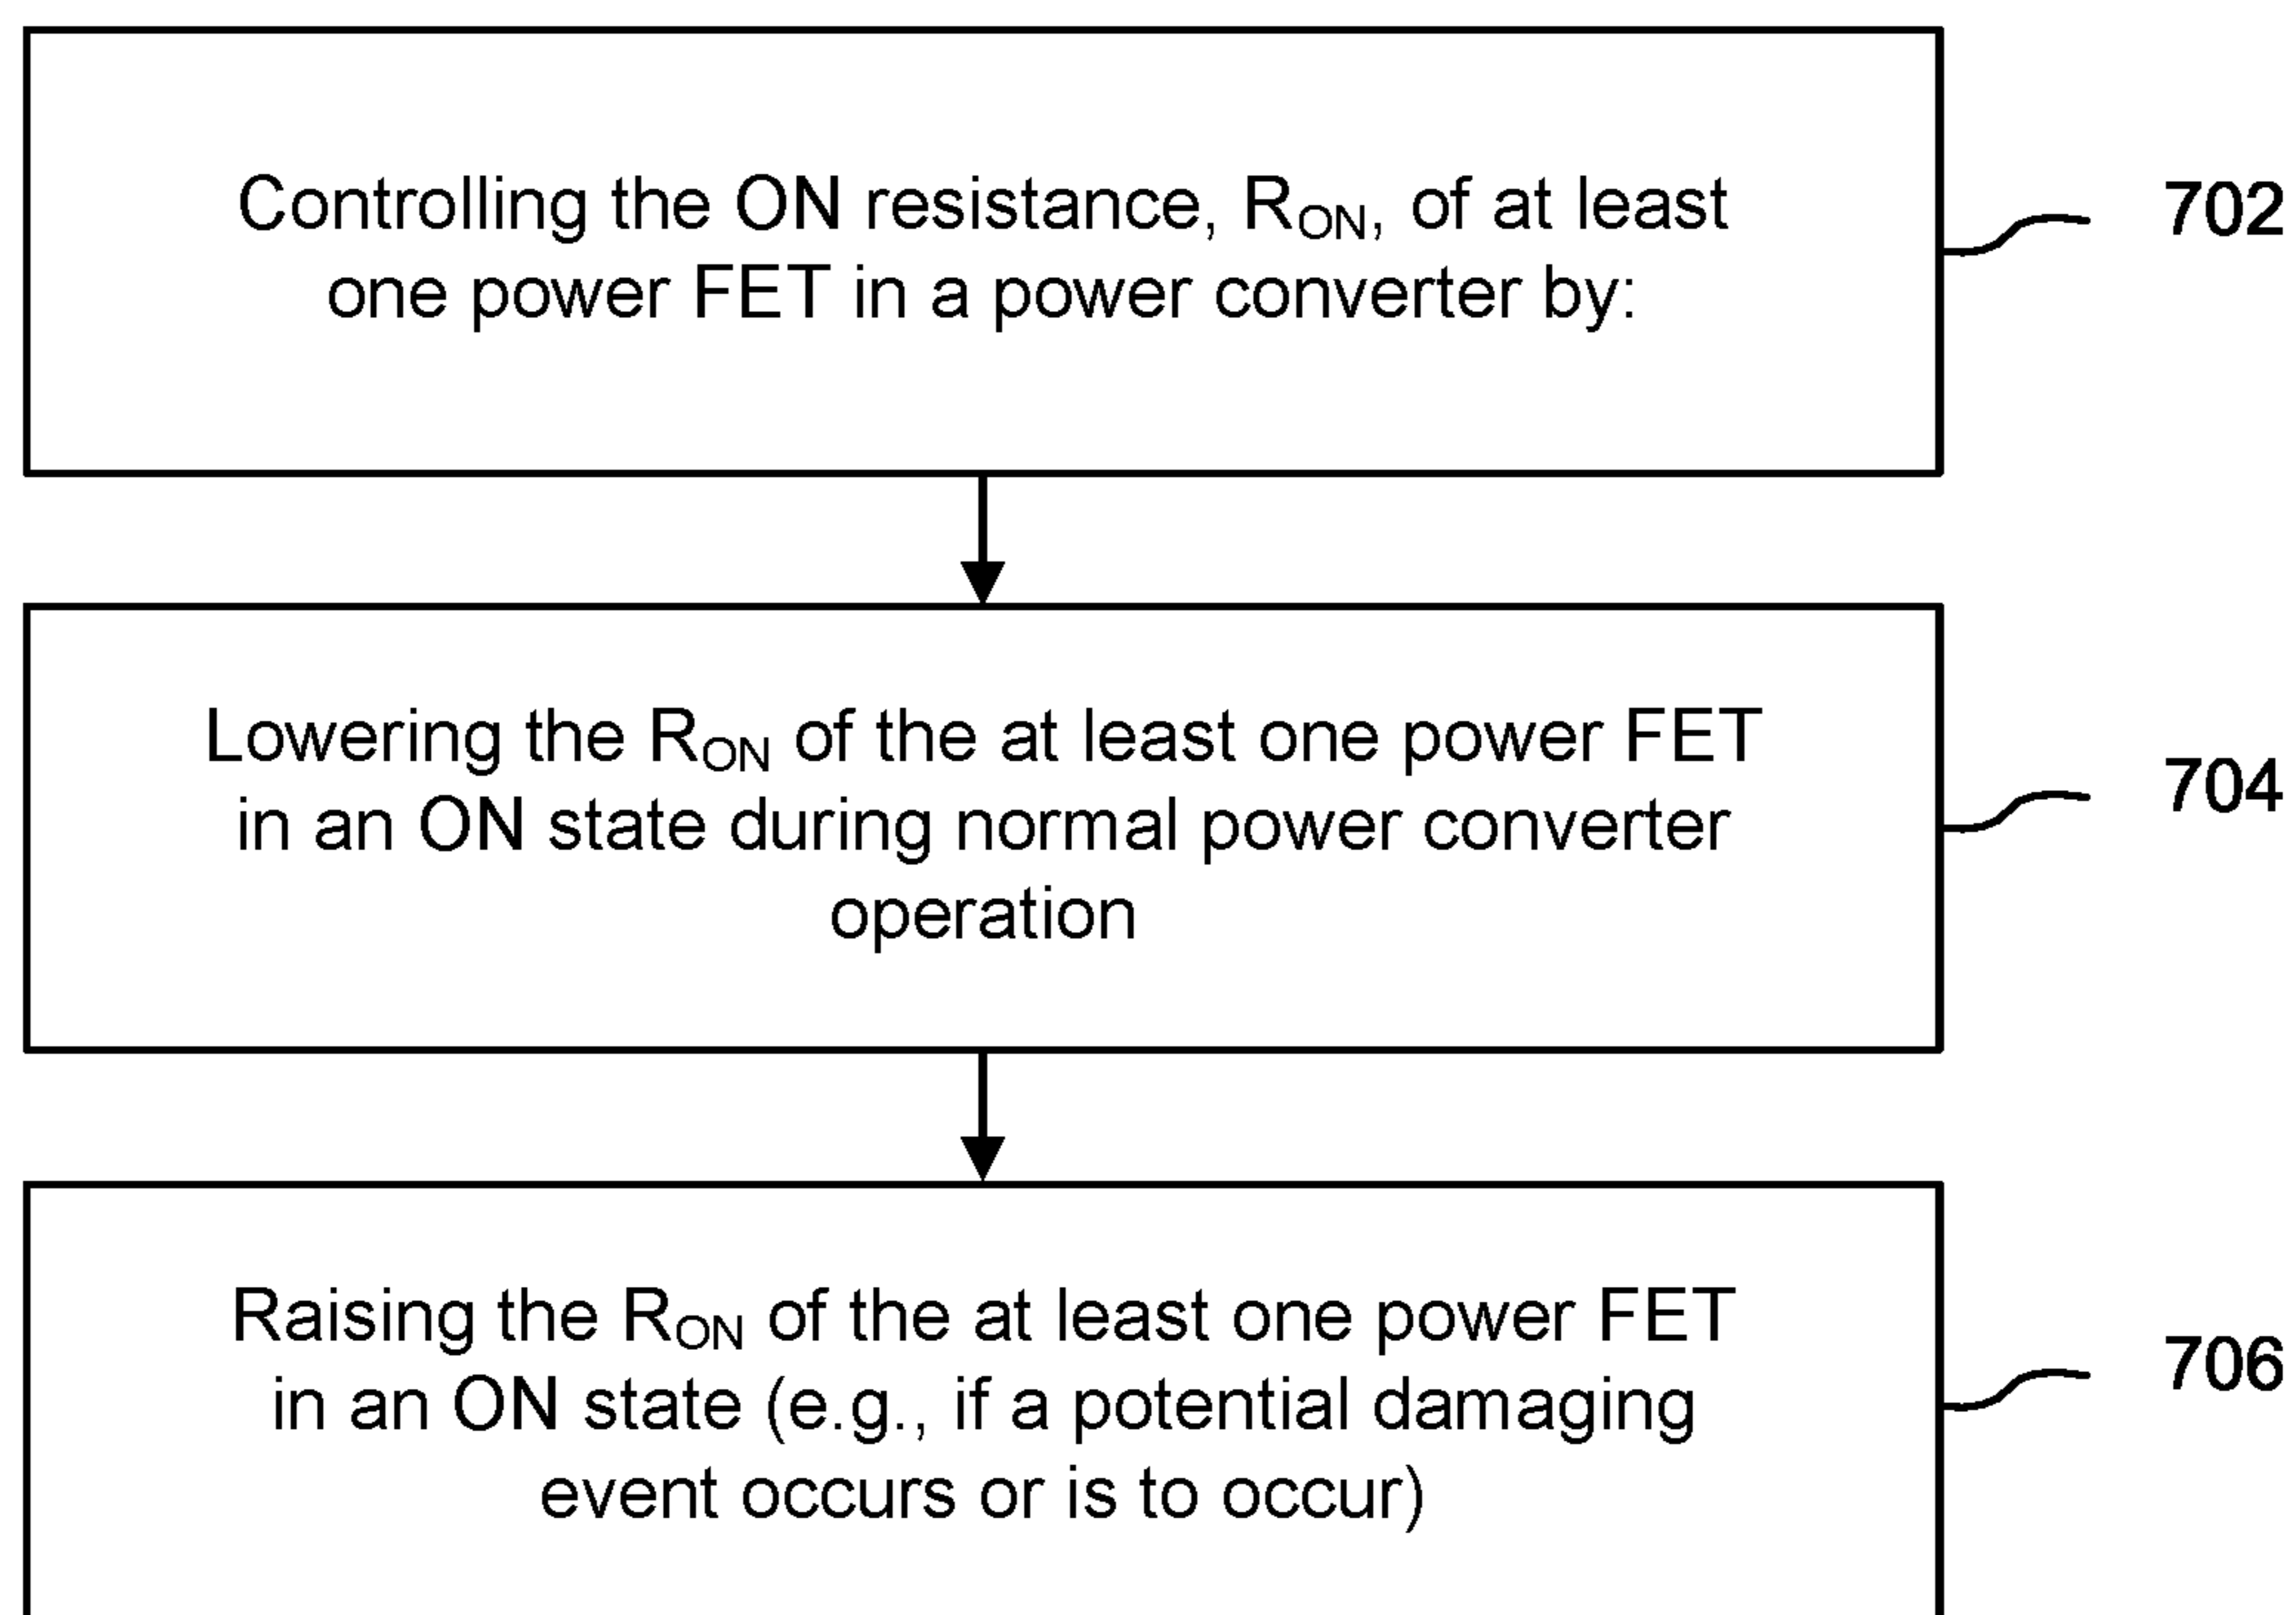 Controlling the ON resistance, R_ON, of at least
one power FET in a power converter by:
702
Lowering the R_ON of the at least one power FET
in an ON state during normal power converter
operation
704
Raising the R_ON of the at least one power FET
in an ON state (e.g., if a potential damaging
event occurs or is to occur)
706